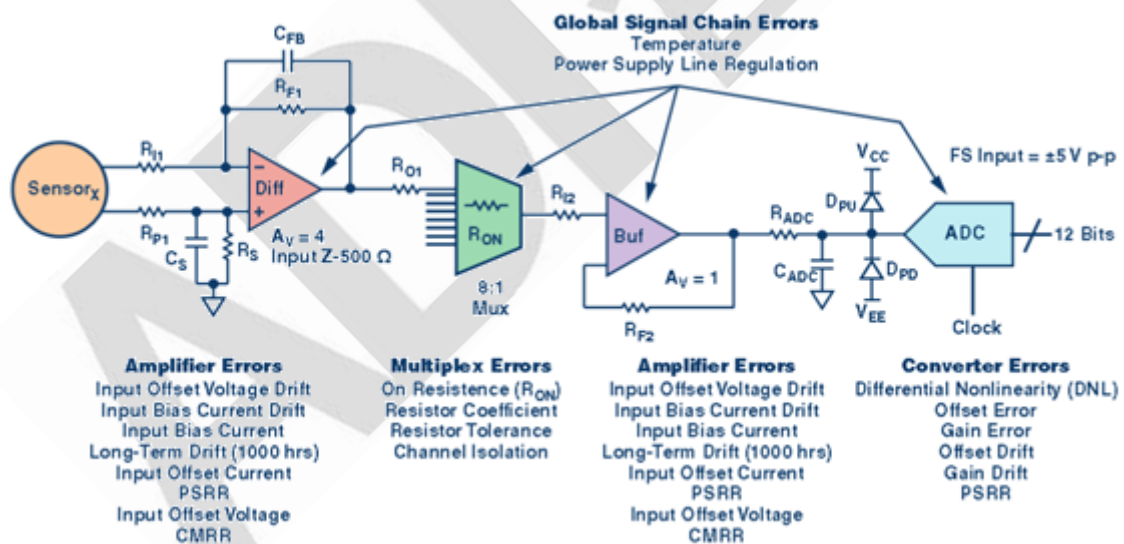 Global Signal Chain Errors
Temperature
Power Supply Line Regulation
CFB
RF1
RI1
SensorX
Diff
RP1
CS
RS
AV = 4
Input Z-500 Ω
RO1
RON
8:1
Mux
RI2
Buf
AV = 1
RF2
RADC
CADC
VCC
DPU
DPD
VEE
FS Input = ±5 V p-p
ADC
12 Bits
Clock
Amplifier Errors
Input Offset Voltage Drift
Input Bias Current Drift
Input Bias Current
Long-Term Drift (1000 hrs)
Input Offset Current
PSRR
Input Offset Voltage
CMRR
Multiplex Errors
On Resistence (RON)
Resistor Coefficient
Resistor Tolerance
Channel Isolation
Amplifier Errors
Input Offset Voltage Drift
Input Bias Current Drift
Input Bias Current
Long-Term Drift (1000 hrs)
Input Offset Current
PSRR
Input Offset Voltage
CMRR
Converter Errors
Differential Nonlinearity (DNL)
Offset Error
Gain Error
Offset Drift
Gain Drift
PSRR